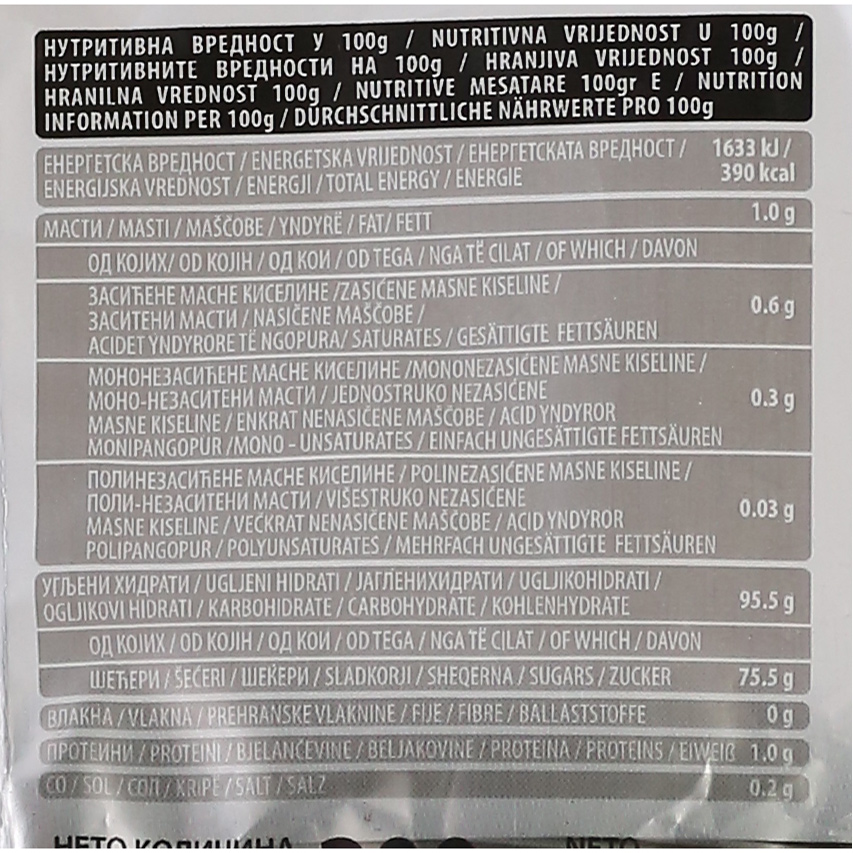 НУТРИТИВНА ВРЕДНОСТ У 100g / NUTRITIVNA VRIJEDNOST U 100g /
НУТРИТИВНИТЕ ВРЕДНОСТИ НА 100g / HRANJIVA VRIJEDNOST 100g /
HRANILNA VREDNOST 100g / NUTRITIVE MESATARE 100gr E / NUTRITION
INFORMATION PER 100g / DURCHSCHNITTLICHE NÄHRWERTE PRO 100g
ЕНЕРГЕТСКА ВРЕДНОСТ / ENERGETSKA VRIJEDNOST / ЕНЕРГЕТСКАТА ВРЕДНОСТ / 1633 kJ /
ENERGIJSKA VREDNOST / ENERGJI / TOTAL ENERGY / ENERGIE 390 kcal
МАСТИ / MASTI / MAŠČOBE / YNDYRË / FAT/ FETT 1.0 g
ОД КОЈИХ/ OD KOJIH / ОД КОИ / OD TEGA / NGA TË CILAT / OF WHICH / DAVON
ЗАСИЋЕНЕ МАСНЕ КИСЕЛИНЕ /ZASIĆENE MASNE KISELINE /
ЗАСИТЕНИ МАСТИ / NASIČENE MAŠČOBE / 0.6 g
ACIDET YNDYRORE TË NGOPURA/ SATURATES / GESÄTTIGTE FETTSÄUREN
МОНОНЕЗАСИЋЕНЕ МАСНЕ КИСЕЛИНЕ /MONONEZASIĆENE MASNE KISELINE /
МОНО-НЕЗАСИТЕНИ МАСТИ / JEDNOSTRUKO NEZASIĆENE 0.3 g
MASNE KISELINE / ENKRAT NENASIČENE MAŠČOBE / ACID YNDYROR
MONIPANGOPUR /MONO - UNSATURATES / EINFACH UNGESÄTTIGTE FETTSÄUREN
ПОЛИНЕЗАСИЋЕНЕ МАСНЕ КИСЕЛИНЕ / POLINEZASIĆENE MASNE KISELINE /
ПОЛИ-НЕЗАСИТЕНИ МАСТИ / VIŠESTRUKO NEZASIĆENE 0.03 g
MASNE KISELINE / VEČKRAT NENASIČENE MAŠČOBE / ACID YNDYROR
POLIPANGOPUR / POLYUNSATURATES / MEHRFACH UNGESÄTTIGTE FETTSÄUREN
УГЉЕНИ ХИДРАТИ / UGLJENI HIDRATI / ЈАГЛЕНИХИДРАТИ / UGLJIKOHIDRATI / 95.5 g
OGLJIKOVI HIDRATI / KARBOHIDRATE / CARBOHYDRATE / KOHLENHYDRATE
ОД КОЈИХ / OD KOJIH / ОД КОИ / OD TEGA / NGA TË CILAT / OF WHICH / DAVON
ШЕЋЕРИ / ŠEĆERI / ШЕЌЕРИ / SLADKORJI / SHEQERNA / SUGARS / ZUCKER 75.5 g
ВЛАКНА / VLAKNA / PREHRANSKE VLAKNINE / FIJE / FIBRE / BALLASTSTOFFE 0 g
ПРОТЕИНИ / PROTEINI / BJELANČEVINE / BELJAKOVINE / PROTEINA / PROTEINS / EIWEIß 1.0 g
СО / SOL / СОЛ / KRIPË / SALT / SALZ 0.2 g
НЕТО КОЛИЧИНА NETO